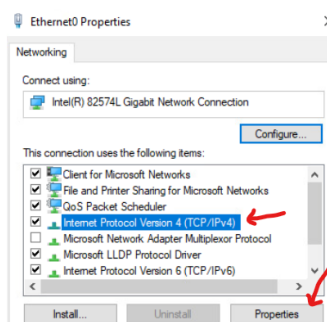 Ethernet0 Properties
Networking
Connect using:
Intel(R) 82574L Gigabit Network Connection
Configure...
This connection uses the following items:
Client for Microsoft Networks
File and Printer Sharing for Microsoft Networks
QoS Packet Scheduler
Internet Protocol Version 4 (TCP/IPv4)
Microsoft Network Adapter Multiplexor Protocol
Microsoft LLDP Protocol Driver
Internet Protocol Version 6 (TCP/IPv6)
Install... Uninstall Properties